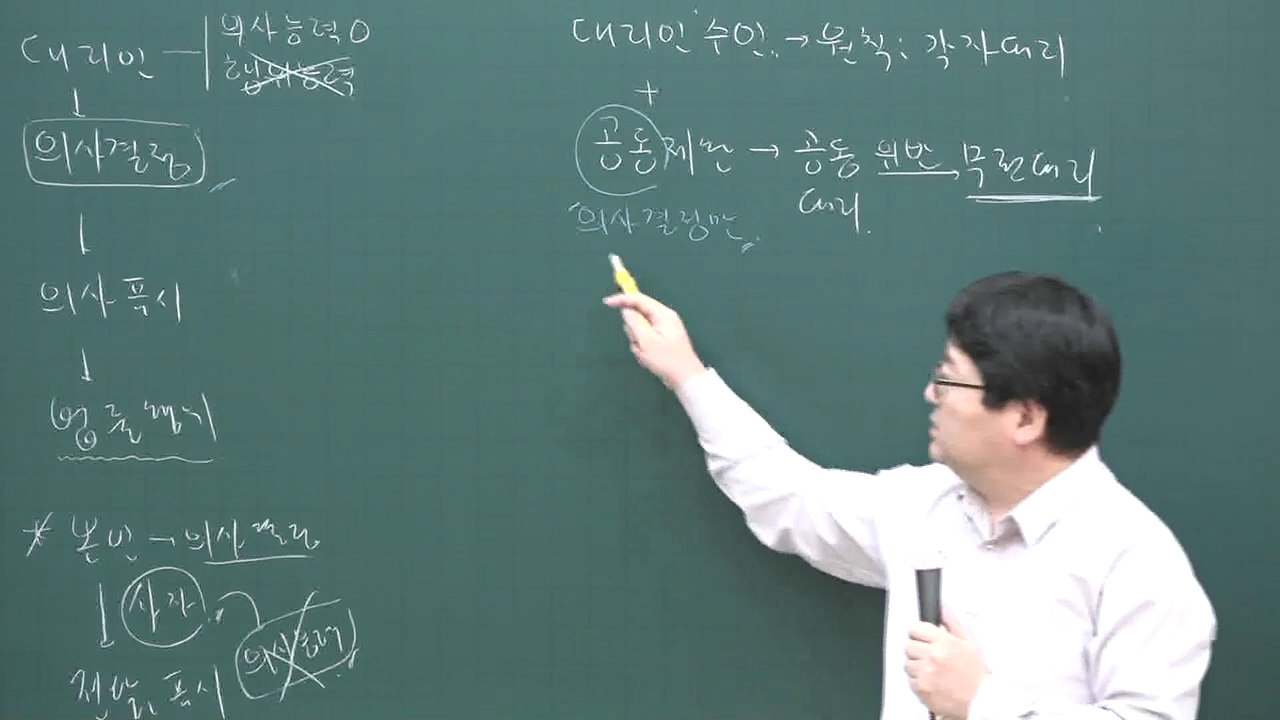 대리인 — 의사능력 O
행위능력
↓
의사결정
↓
의사표시
↓
법률행위
* 본인 → 의사결정
↓ 사자
의사능력
전달, 표시
대리인 수인 → 원칙: 각자대리
+
공동제한 → 공동 위반→ 무권대리
대리.
"의사결정만"